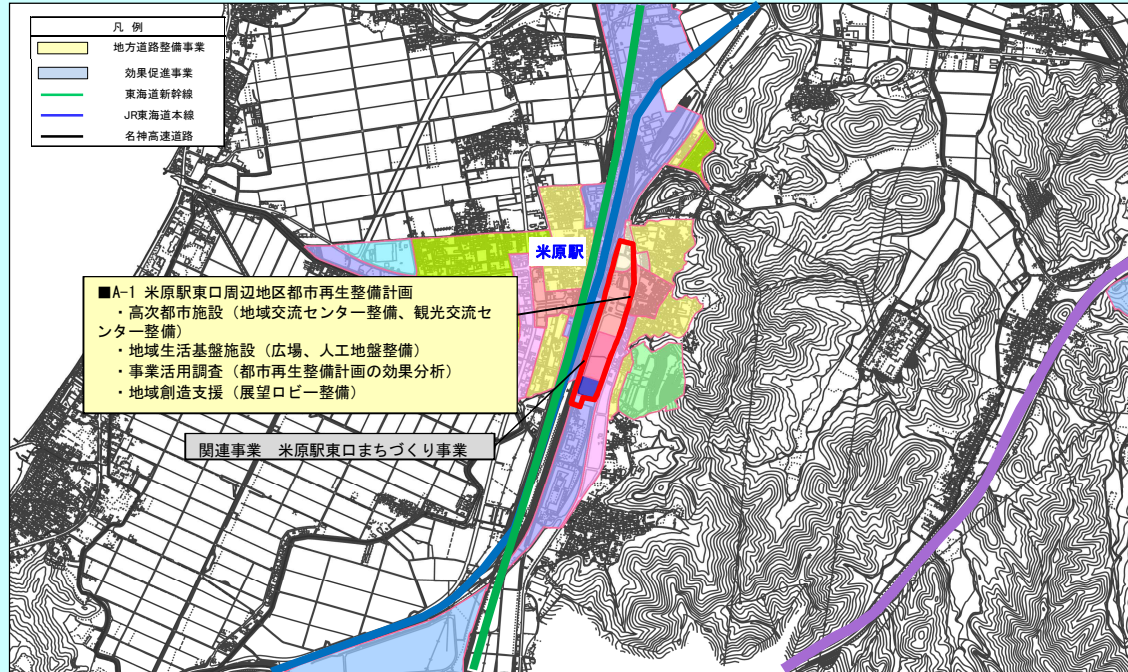 凡 例
地方道路整備事業
効果促進事業
東海道新幹線
JR東海道本線
名神高速道路
米原駅
■A-1 米原駅東口周辺地区都市再生整備計画
・高次都市施設（地域交流センター整備、観光交流セ
ンター整備）
・地域生活基盤施設（広場、人工地盤整備）
・事業活用調査（都市再生整備計画の効果分析）
・地域創造支援（展望ロビー整備）
関連事業 米原駅東口まちづくり事業